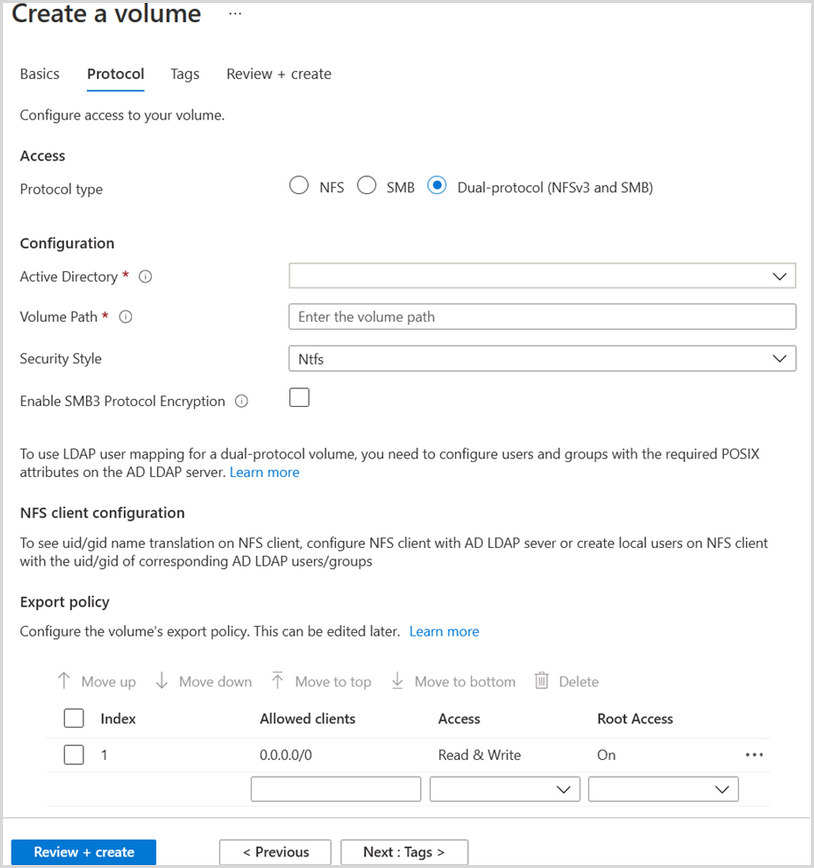 Create a volume ...
Basics Protocol Tags Review + create
Configure access to your volume.
Access
Protocol type NFS SMB Dual-protocol (NFSv3 and SMB)
Configuration
Active Directory *
Volume Path * Enter the volume path
Security Style Ntfs
Enable SMB3 Protocol Encryption
To use LDAP user mapping for a dual-protocol volume, you need to configure users and groups with the required POSIX
attributes on the AD LDAP server. Learn more
NFS client configuration
To see uid/gid name translation on NFS client, configure NFS client with AD LDAP sever or create local users on NFS client
with the uid/gid of corresponding AD LDAP users/groups
Export policy
Configure the volume's export policy. This can be edited later. Learn more
Move up Move down Move to top Move to bottom Delete
Index Allowed clients Access Root Access
1 0.0.0.0/0 Read & Write On ...
Review + create < Previous Next : Tags >